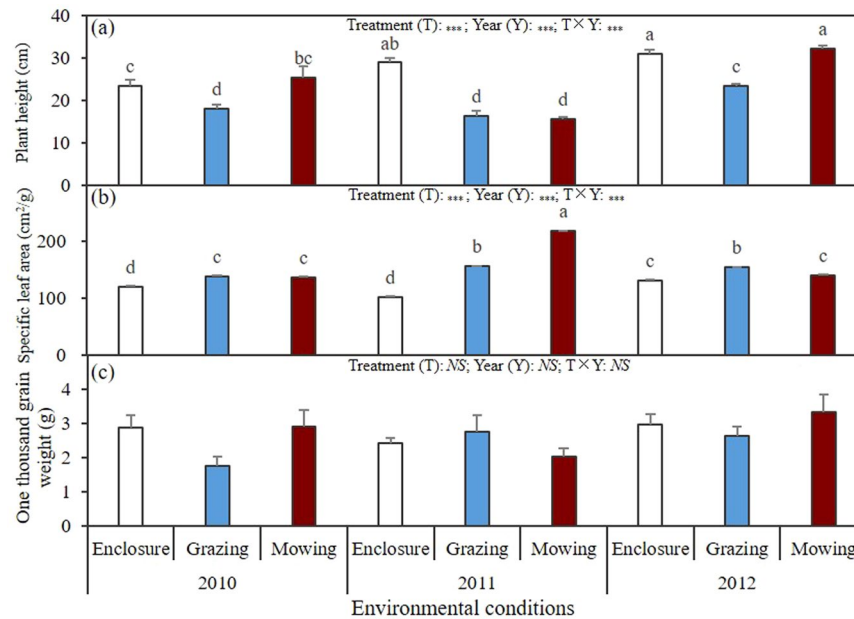 (a)
Treatment (T): ***; Year (Y): ***; T×Y: ***
Plant height (cm)
40
30
20
10
0
c
d
bc
ab
d
d
a
c
a
(b)
Treatment (T): ***; Year (Y): ***; T×Y: ***
Specific leaf area (cm²/g)
200
100
0
d
c
c
d
b
a
c
b
c
(c)
Treatment (T): NS; Year (Y): NS; T×Y: NS
One thousand grain
weight (g)
4
3
2
1
0
Enclosure Grazing Mowing Enclosure Grazing Mowing Enclosure Grazing Mowing
2010 2011 2012
Environmental conditions